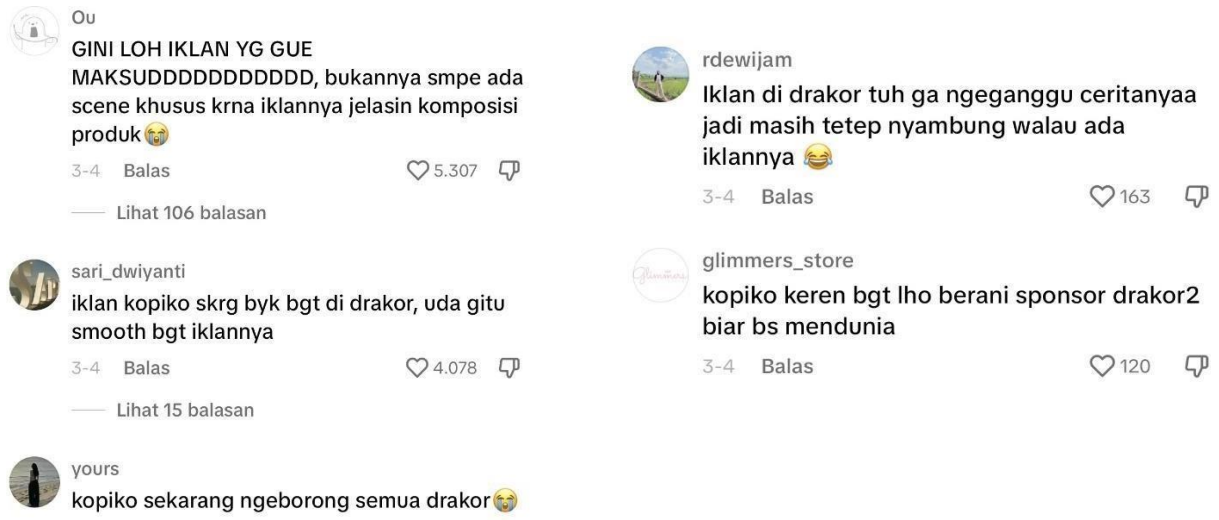 Ou
GINI LOH IKLAN YG GUE
MAKSUDDDDDDDDDDDD, bukannya smpe ada
scene khusus krna iklannya jelasin komposisi
produk😭
3-4 Balas 5.307
Lihat 106 balasan
sari_dwiyanti
iklan kopiko skrg byk bgt di drakor, uda gitu
smooth bgt iklannya
3-4 Balas 4.078
Lihat 15 balasan
yours
kopiko sekarang ngeborong semua drakor😭
rdewijam
Iklan di drakor tuh ga ngeganggu ceritanyaa
jadi masih tetep nyambung walau ada
iklannya 😂
3-4 Balas 163
Glimmers
glimmers_store
kopiko keren bgt lho berani sponsor drakor2
biar bs mendunia
3-4 Balas 120